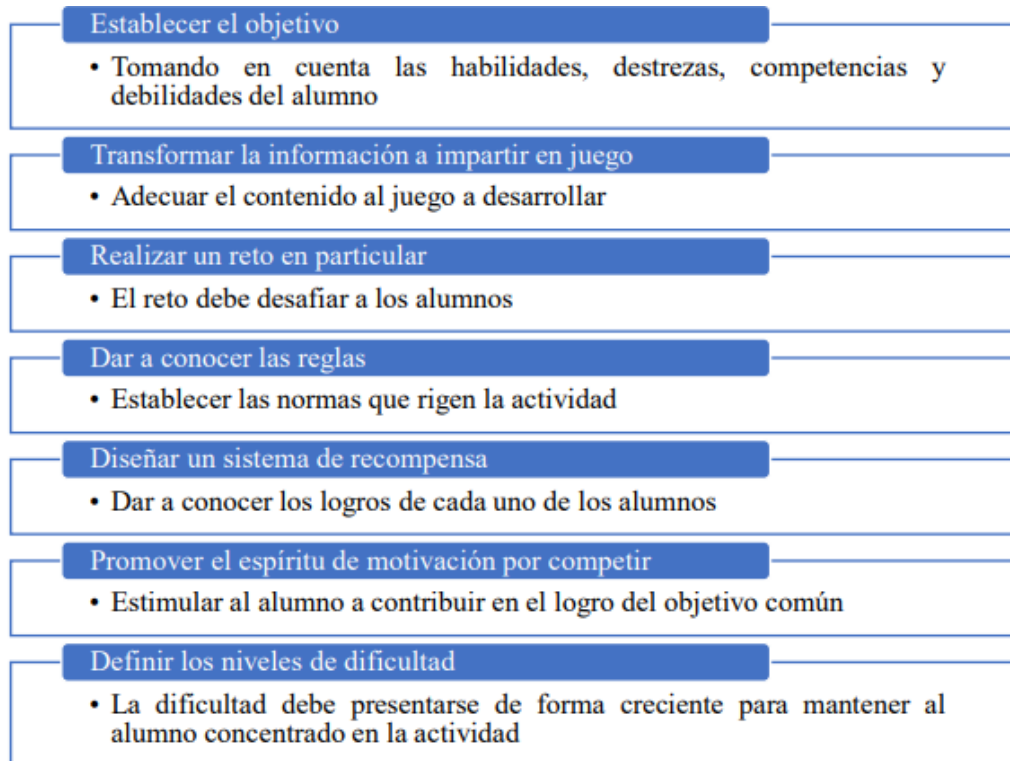 Establecer el objetivo
• Tomando en cuenta las habilidades, destrezas, competencias y
debilidades del alumno
Transformar la información a impartir en juego
• Adecuar el contenido al juego a desarrollar
Realizar un reto en particular
• El reto debe desafiar a los alumnos
Dar a conocer las reglas
• Establecer las normas que rigen la actividad
Diseñar un sistema de recompensa
• Dar a conocer los logros de cada uno de los alumnos
Promover el espíritu de motivación por competir
• Estimular al alumno a contribuir en el logro del objetivo común
Definir los niveles de dificultad
• La dificultad debe presentarse de forma creciente para mantener al
alumno concentrado en la actividad